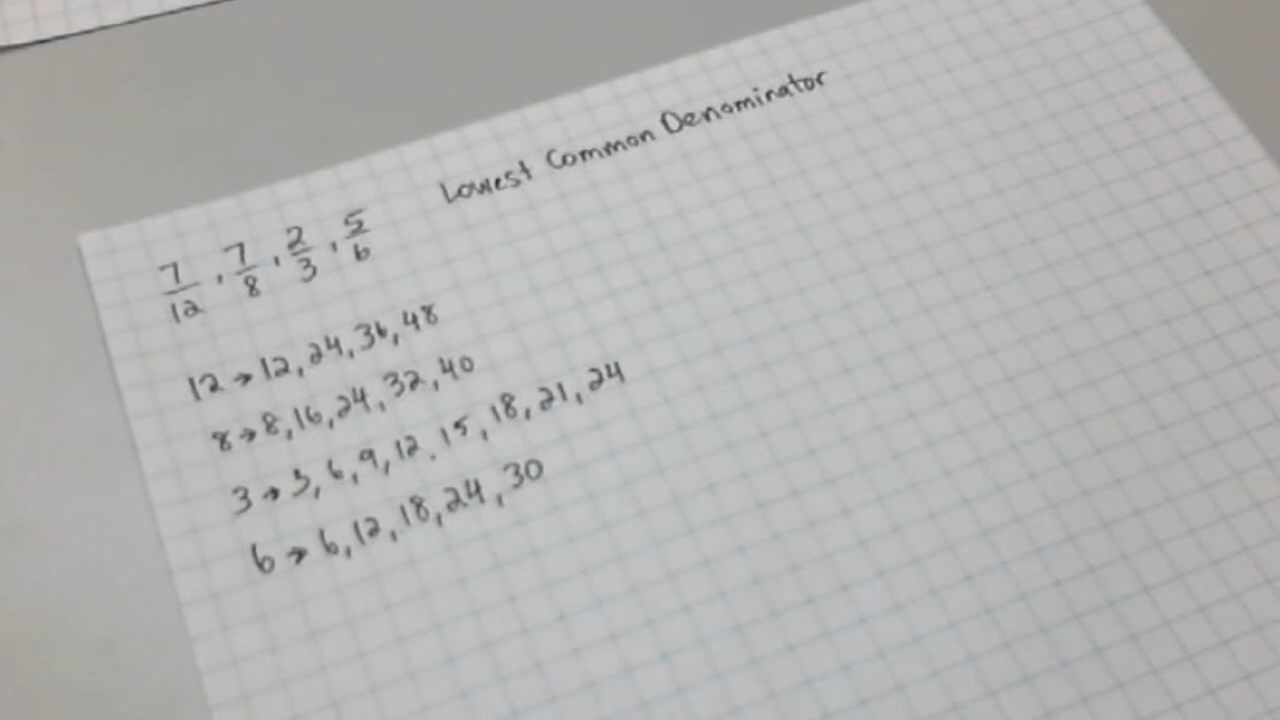 Lowest Common Denominator
7/12, 7/8, 2/3, 5/6
12→12, 24, 36, 48
8→8, 16, 24, 32, 40
3→3, 6, 9, 12, 15, 18, 21, 24
6→6, 12, 18, 24, 30